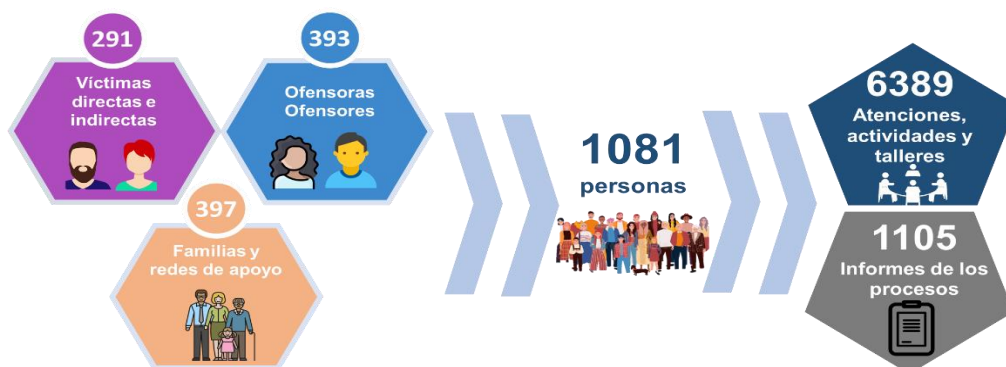 291
Víctimas
directas e
indirectas
393
Ofensoras
Ofensores
397
Familias y
redes de apoyo
1081
personas
6389
Atenciones,
actividades y
talleres
1105
Informes de los
procesos